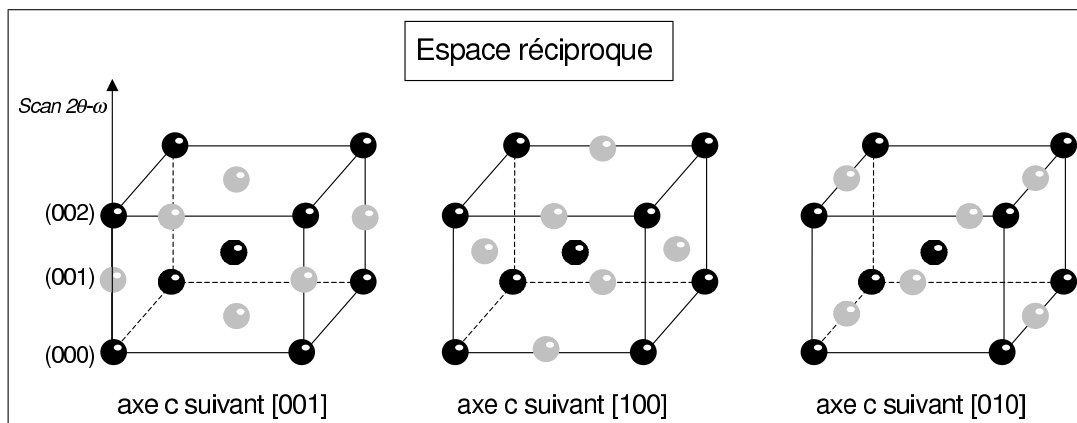 Espace réciproque
Scan 2θ-ω
(002)
(001)
(000)
axe c suivant [001]
axe c suivant [100]
axe c suivant [010]